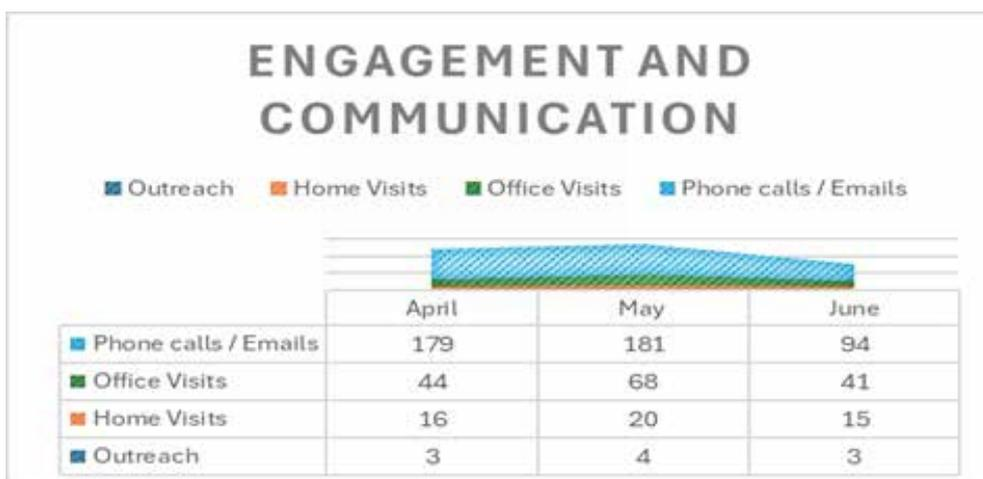 ENGAGEMENT AND
COMMUNICATION
Outreach Home Visits Office Visits Phone calls / Emails
April May June
Phone calls / Emails 179 181 94
Office Visits 44 68 41
Home Visits 16 20 15
Outreach 3 4 3